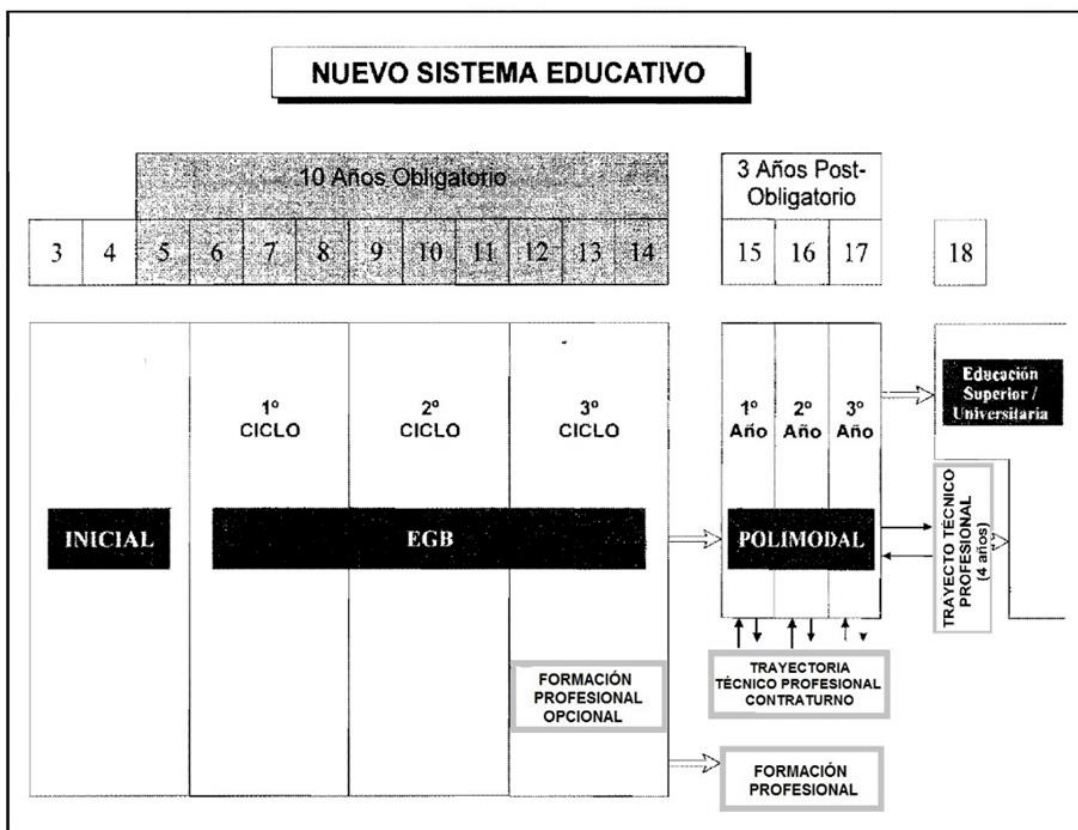 NUEVO SISTEMA EDUCATIVO
10 Años Obligatorio
3 Años Post-
Obligatorio
3 4 5 6 7 8 9 10 11 12 13 14 15 16 17 18
1º
CICLO
2º
CICLO
3º
CICLO
1º
Año
2º
Año
3º
Año
Educación
Superior /
Universitaria
INICIAL
EGB
POLIMODAL
TRAYECTO TÉCNICO
PROFESIONAL
(4 años)
FORMACIÓN
PROFESIONAL
OPCIONAL
TRAYECTORIA
TÉCNICO PROFESIONAL
CONTRATURNO
FORMACIÓN
PROFESIONAL